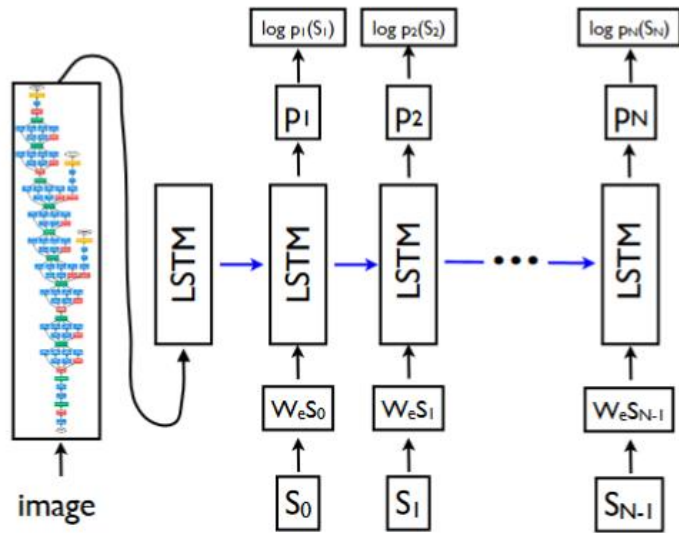 log p₁(S₁) log p₂(S₂) log pN(SN)
p₁ p₂ pN
LSTM LSTM LSTM ••• LSTM
WeS₀ WeS₁ WeSN-1
image S₀ S₁ SN-1